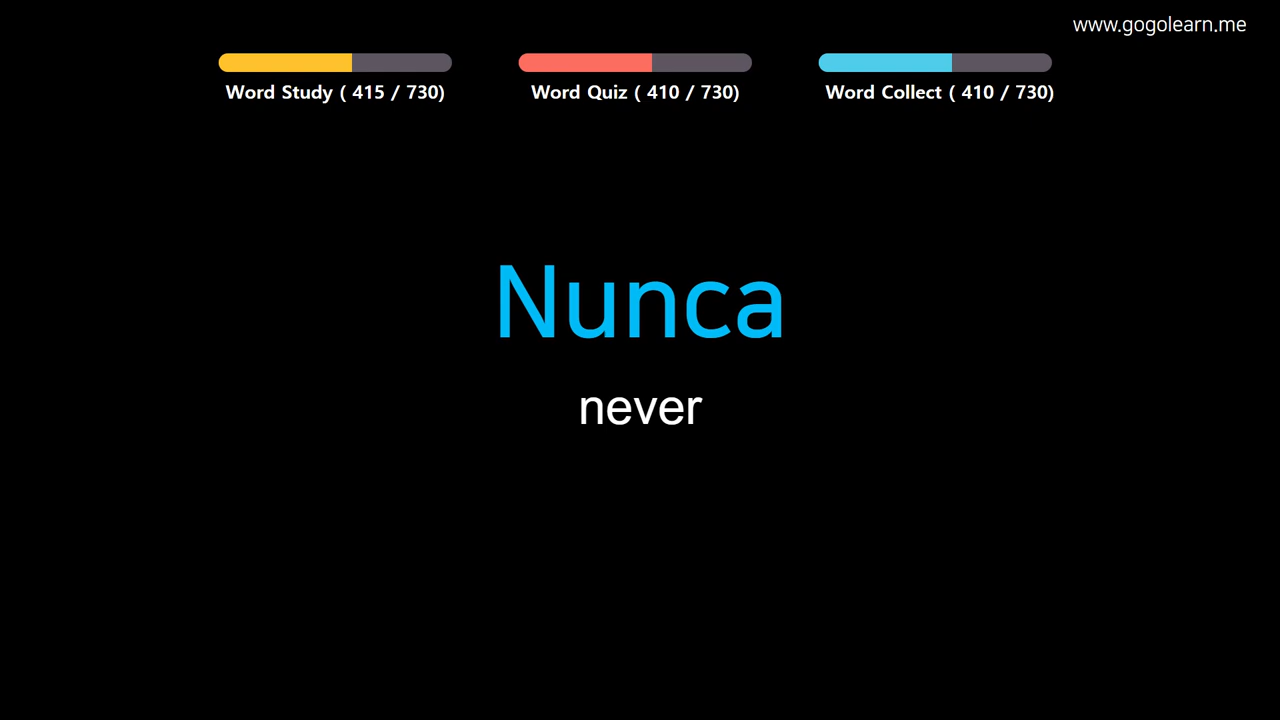 www.gogolearn.me
Word Study ( 415 / 730)
Word Quiz ( 410 / 730)
Word Collect ( 410 / 730)
Nunca
never